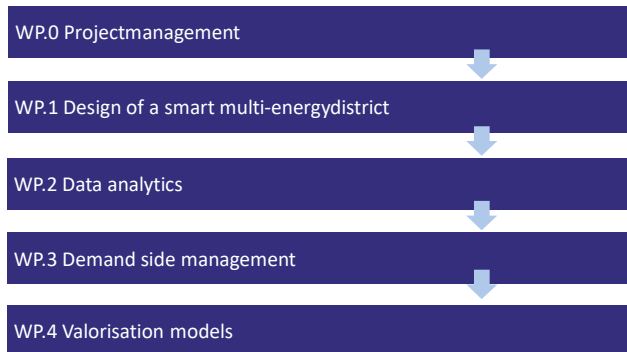 WP.0 Projectmanagement
WP.1 Design of a smart multi-energydistrict
WP.2 Data analytics
WP.3 Demand side management
WP.4 Valorisation models